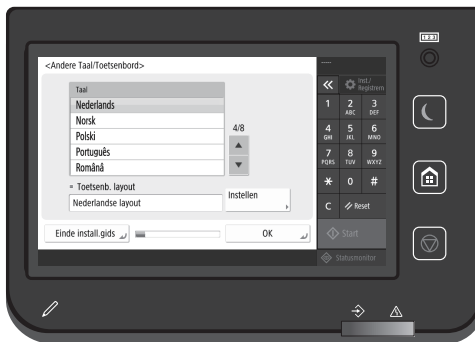 123
<Andere Taal/Toetsenbord>
Taal
Nederlands
Norsk
Polski
Português
Română
4/8
Toetsenb. layout
Nederlandse layout
Instellen
Einde install.gids
OK
Inst./
Registreren
1
2
ABC
3
DEF
4
GHI
5
JKL
6
MNO
7
PQRS
8
TUV
9
WXYZ
0
#
C
Reset
Start
Statusmonitor